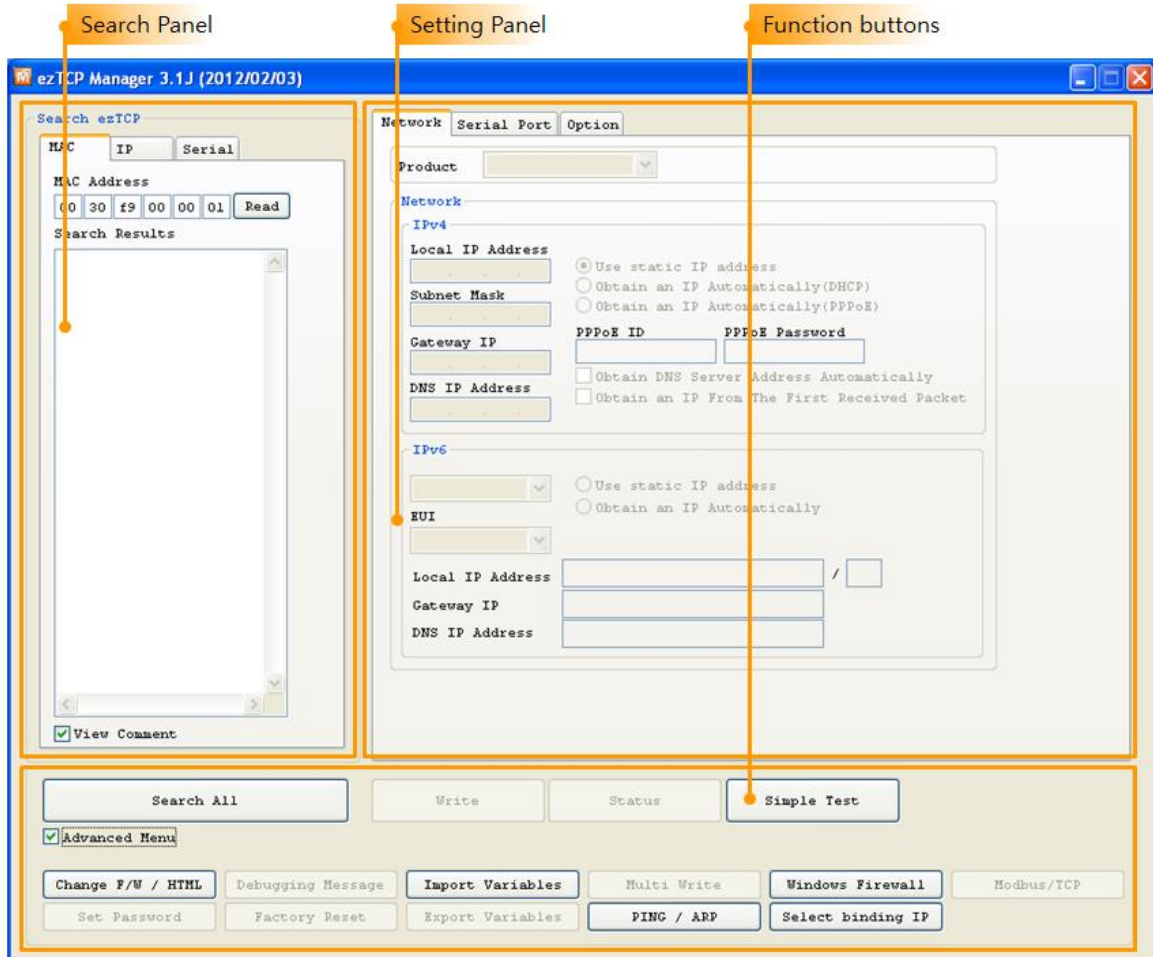 Search Panel
Setting Panel
Function buttons
ezTCP Manager 3.1J (2012/02/03)
Search ezTCP
MAC IP Serial
MAC Address
00 30 f9 00 00 01 Read
Search Results
View Comment
Network Serial Port Option
Product
Network
IPv4
Local IP Address
Use static IP address
Obtain an IP Automatically(DHCP)
Subnet Mask
Obtain an IP Automatically(PPPoE)
PPPoE ID PPPoE Password
Gateway IP
Obtain DNS Server Address Automatically
DNS IP Address
Obtain an IP From The First Received Packet
IPv6
Use static IP address
Obtain an IP Automatically
EUI
Local IP Address /
Gateway IP
DNS IP Address
Search All Write Status Simple Test
Advanced Menu
Change F/W / HTML Debugging Message Import Variables Multi Write Windows Firewall Modbus/TCP
Set Password Factory Reset Export Variables PING / ARP Select binding IP